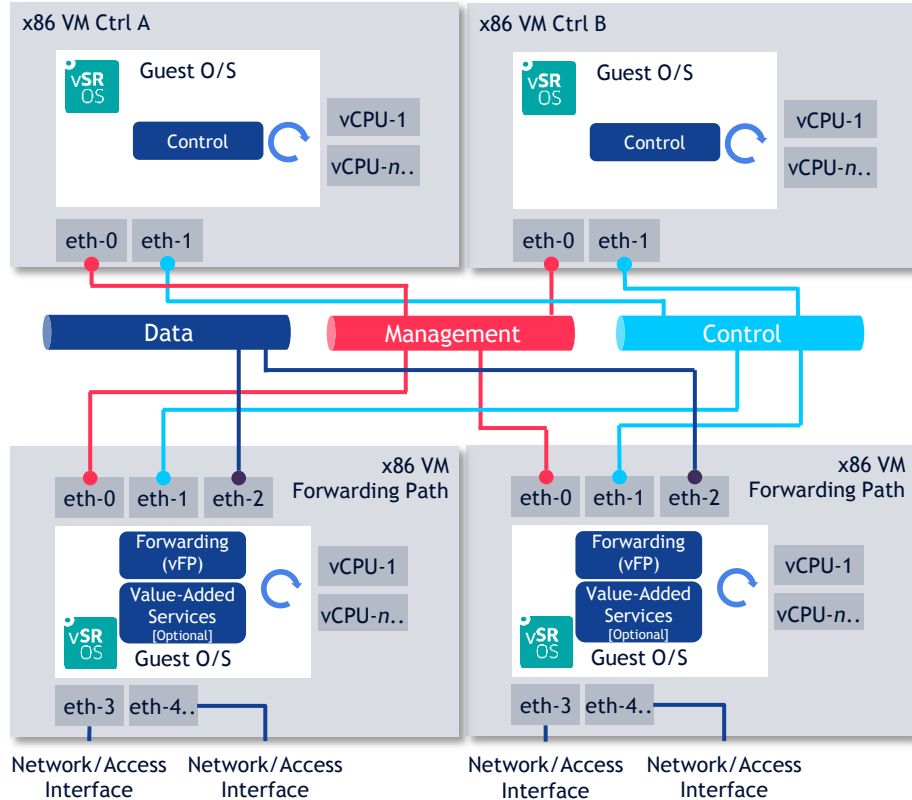 x86 VM Ctrl A
vSR
OS
Guest O/S
Control
vCPU-1
vCPU-n..
eth-0
eth-1
x86 VM Ctrl B
vSR
OS
Guest O/S
Control
vCPU-1
vCPU-n..
eth-0
eth-1
Data
Management
Control
x86 VM
Forwarding Path
eth-0
eth-1
eth-2
Forwarding
(vFP)
Value-Added
Services
[Optional]
vSR
OS
Guest O/S
vCPU-1
vCPU-n..
eth-3
eth-4..
Network/Access
Interface
Network/Access
Interface
x86 VM
Forwarding Path
eth-0
eth-1
eth-2
Forwarding
(vFP)
Value-Added
Services
[Optional]
vSR
OS
Guest O/S
vCPU-1
vCPU-n..
eth-3
eth-4..
Network/Access
Interface
Network/Access
Interface